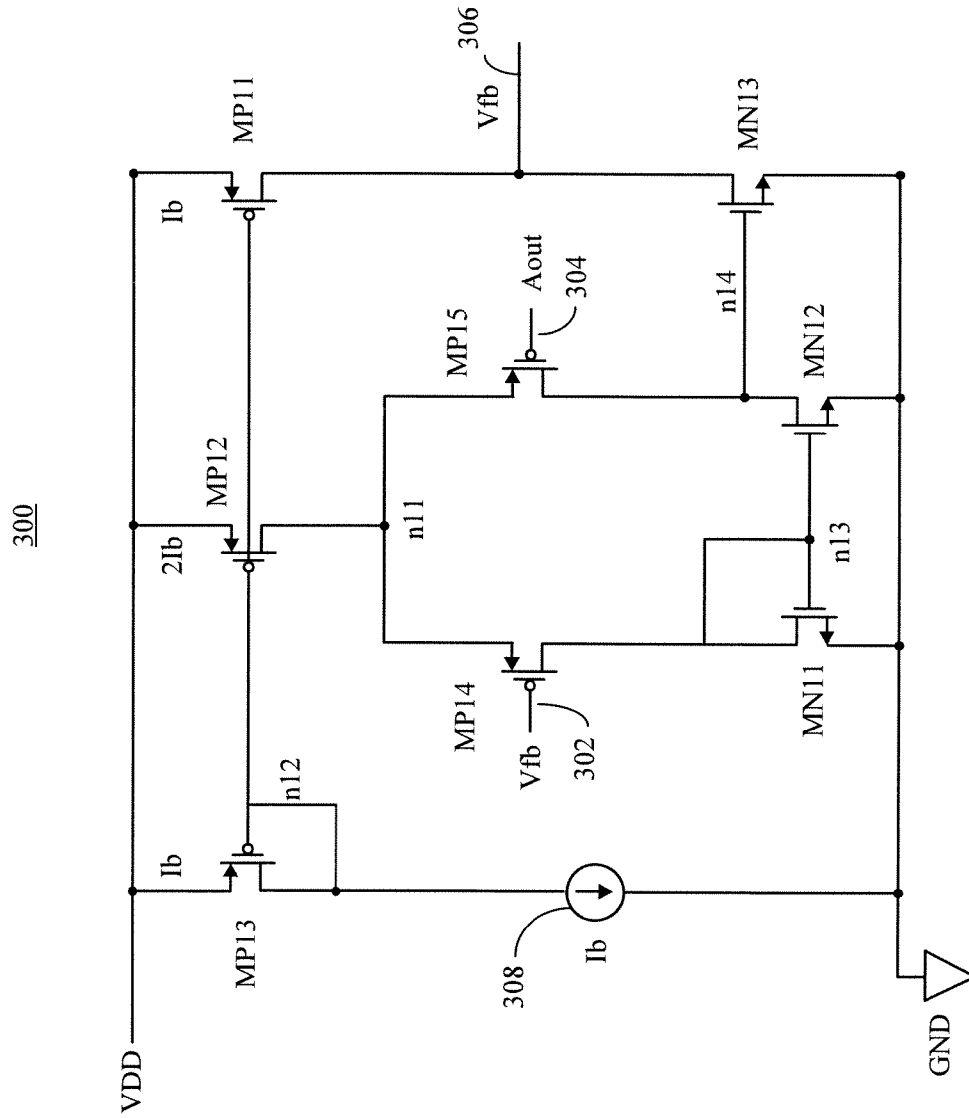 300
VDD
Ib
MP13
n12
2Ib
MP12
Ib
MP11
n11
MP14
Vfb
302
MP15
Aout
304
Vfb
306
308
Ib
n13
MN11
n14
MN12
MN13
GND